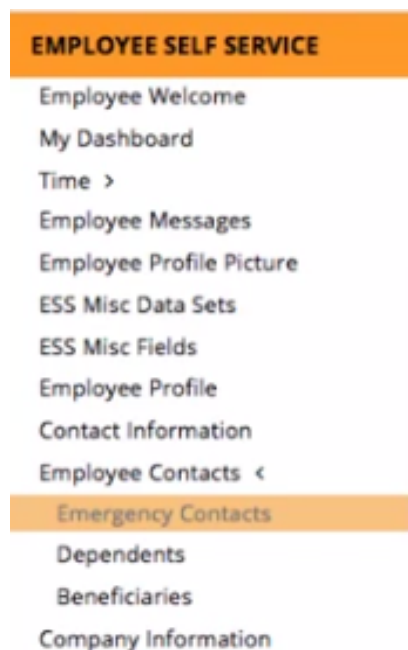 EMPLOYEE SELF SERVICE
Employee Welcome
My Dashboard
Time >
Employee Messages
Employee Profile Picture
ESS Misc Data Sets
ESS Misc Fields
Employee Profile
Contact Information
Employee Contacts <
Emergency Contacts
Dependents
Beneficiaries
Company Information